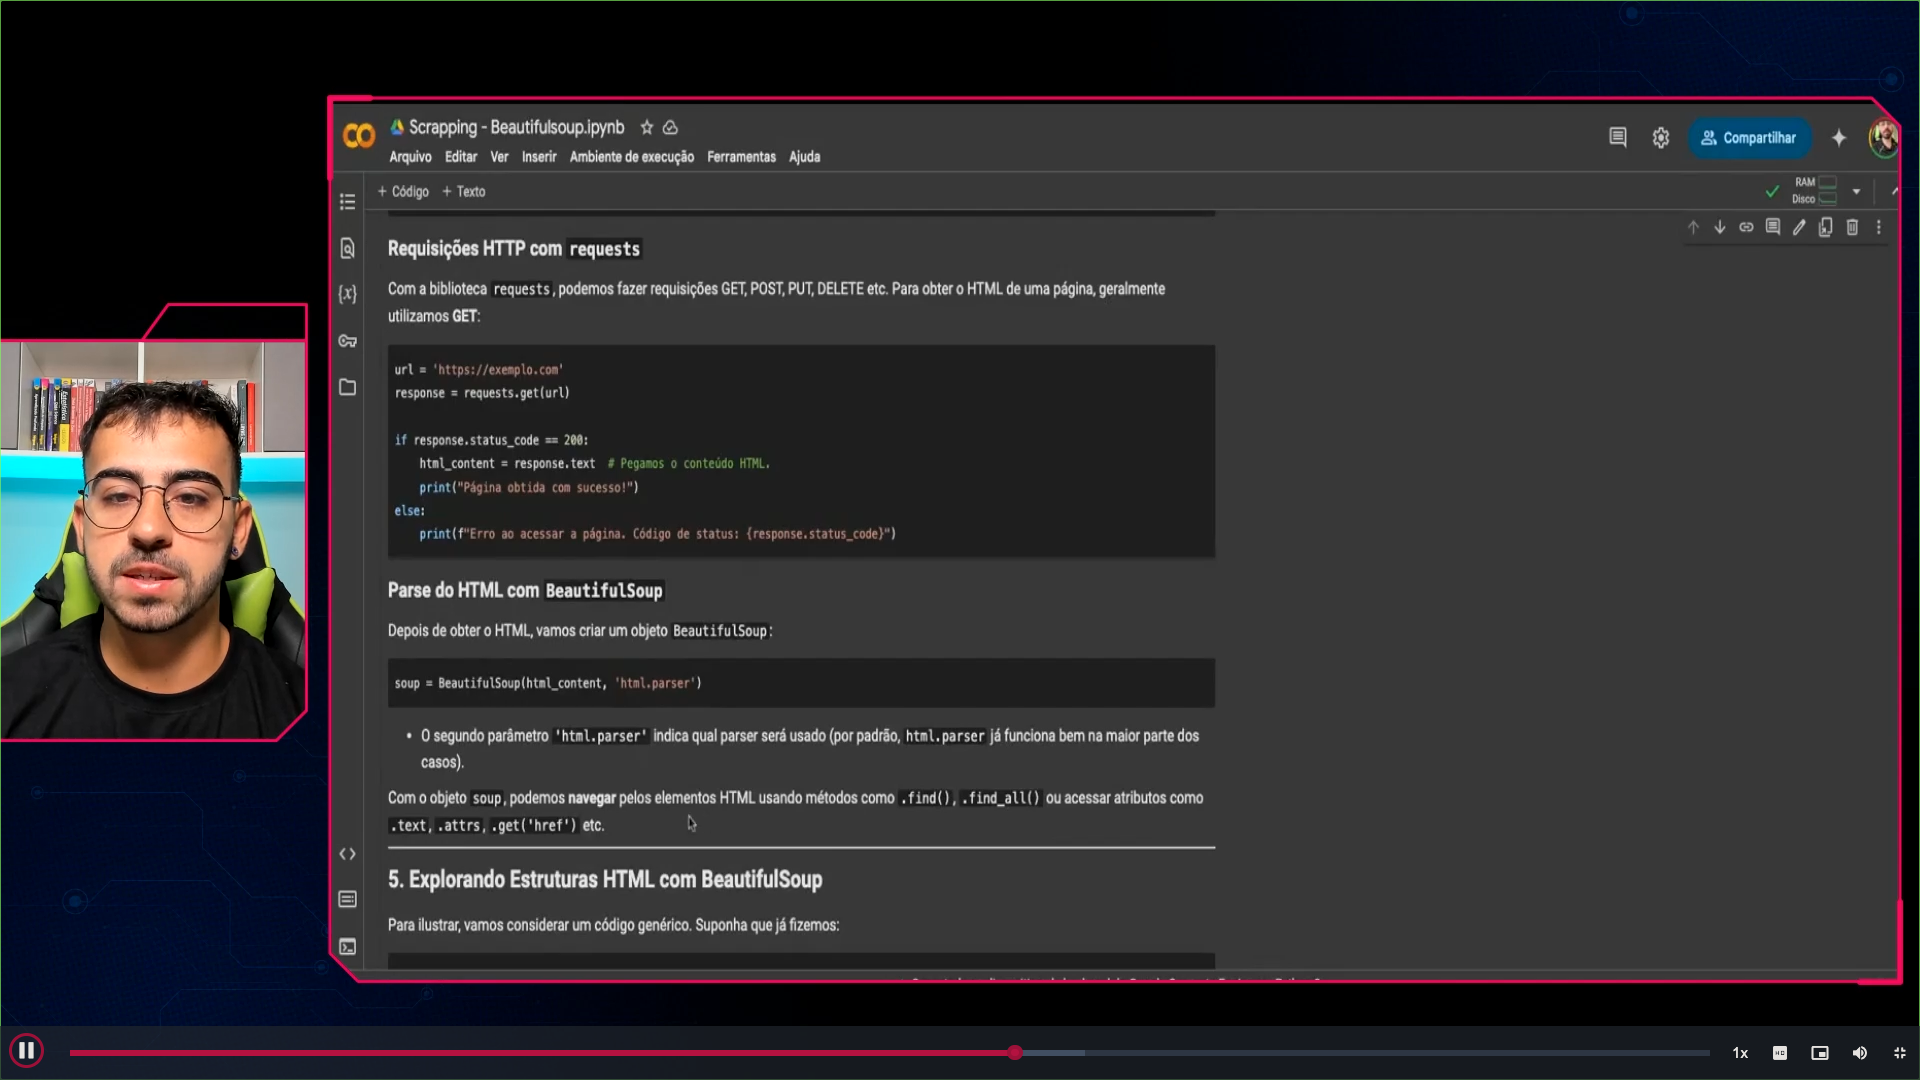 Scrapping - Beautifulsoup.ipynb
Arquivo Editar Ver Inserir Ambiente de execução Ferramentas Ajuda
Compartilhar
+ Código + Texto
RAM
Disco
Requisições HTTP com requests
Com a biblioteca requests, podemos fazer requisições GET, POST, PUT, DELETE etc. Para obter o HTML de uma página, geralmente
utilizamos GET:
url = 'https://exemplo.com'
response = requests.get(url)
if response.status_code == 200:
html_content = response.text # Pegamos o conteúdo HTML.
print("Página obtida com sucesso!")
else:
print(f"Erro ao acessar a página. Código de status: {response.status_code}")
Parse do HTML com BeautifulSoup
Depois de obter o HTML, vamos criar um objeto BeautifulSoup:
soup = BeautifulSoup(html_content, 'html.parser')
• O segundo parâmetro 'html.parser' indica qual parser será usado (por padrão, html.parser já funciona bem na maior parte dos
casos).
Com o objeto soup, podemos navegar pelos elementos HTML usando métodos como .find(), .find_all() ou acessar atributos como
.text, .attrs, .get('href') etc.
5. Explorando Estruturas HTML com BeautifulSoup
Para ilustrar, vamos considerar um código genérico. Suponha que já fizemos:
1x
HD